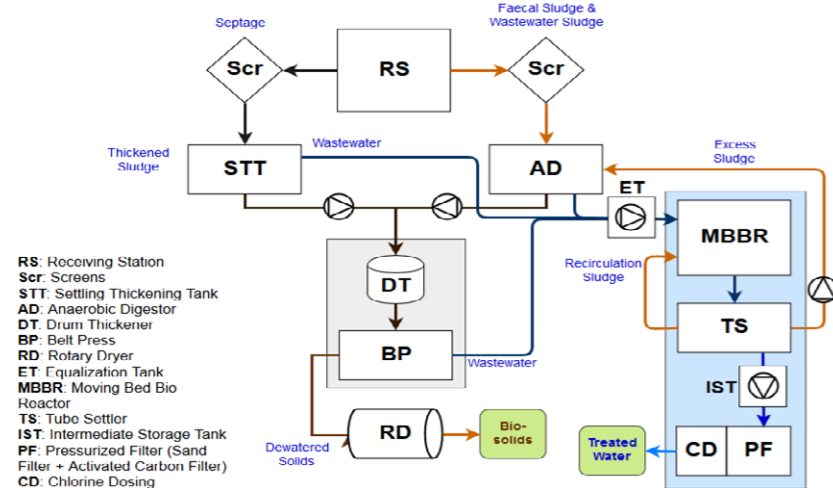 Septage
Faecal Sludge &
Wastewater Sludge
Scr
RS
Scr
Thickened
Sludge
STT
Wastewater
AD
Excess
Sludge
ET
MBBR
Recirculation
Sludge
DT
TS
BP
Wastewater
IST
RS: Receiving Station
Scr: Screens
STT: Settling Thickening Tank
AD: Anaerobic Digestor
DT: Drum Thickener
BP: Belt Press
RD: Rotary Dryer
ET: Equalization Tank
MBBR: Moving Bed Bio
Reactor
TS: Tube Settler
IST: Intermediate Storage Tank
PF: Pressurized Filter (Sand
Filter + Activated Carbon Filter)
CD: Chlorine Dosing
Dewatered
Solids
RD
Bio-
solids
Treated
Water
CD
PF